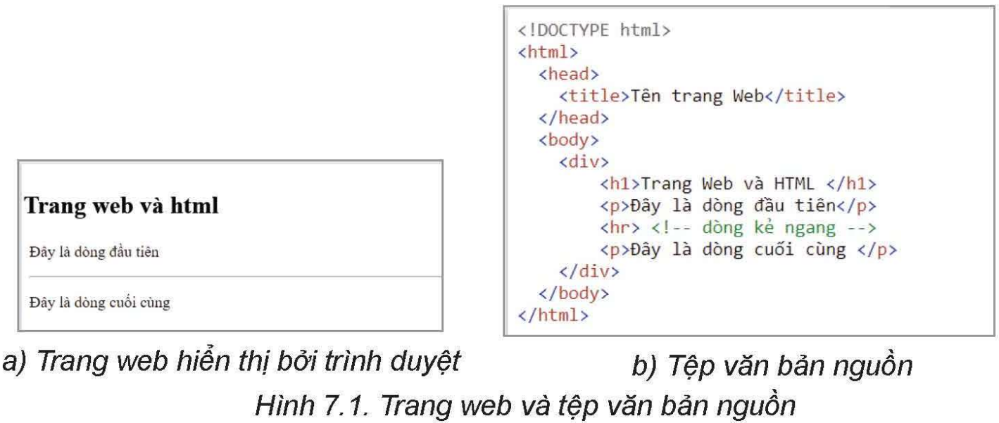 Trang web và html
Đây là dòng đầu tiên
Đây là dòng cuối cùng
a) Trang web hiển thị bởi trình duyệt
<!DOCTYPE html>
<html>
<head>
<title>Tên trang Web</title>
</head>
<body>
<div>
<h1>Trang Web và HTML </h1>
<p>Đây là dòng đầu tiên</p>
<hr> <!-- dòng kẻ ngang -->
<p>Đây là dòng cuối cùng </p>
</div>
</body>
</html>
b) Tệp văn bản nguồn
Hình 7.1. Trang web và tệp văn bản nguồn